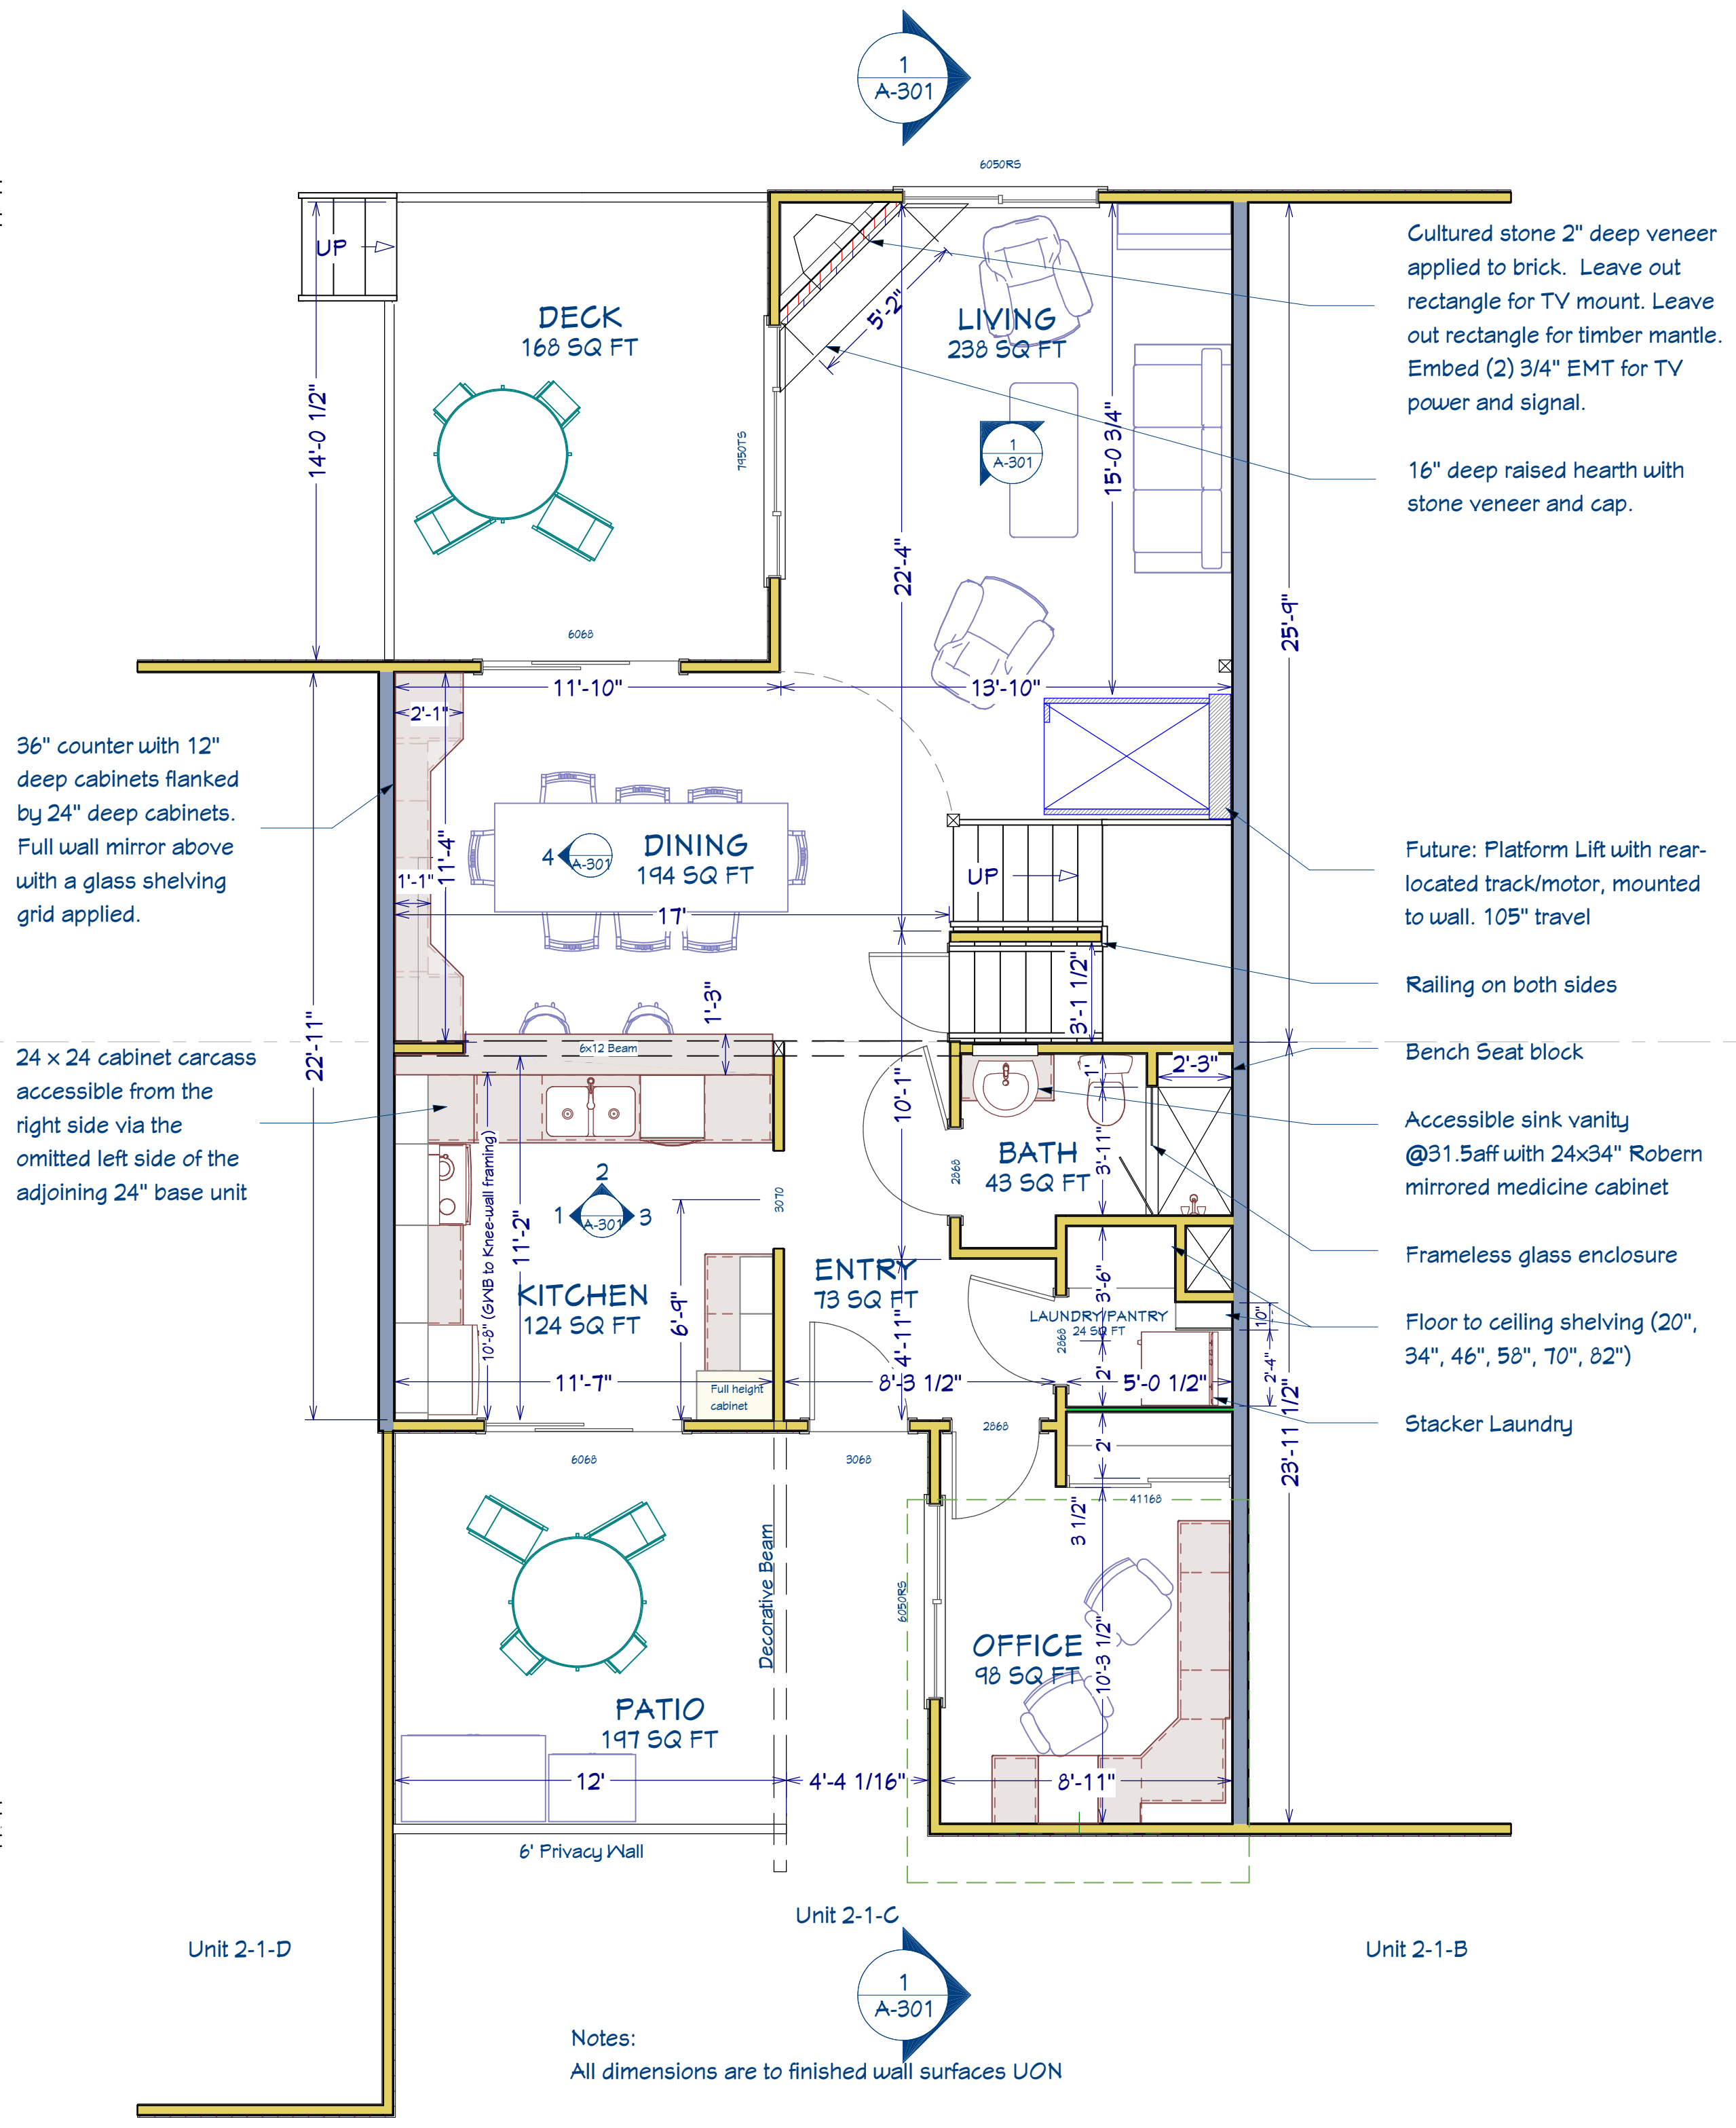 1
A-301
6050RS
Cultured stone 2" deep veneer
applied to brick. Leave out
rectangle for TV mount. Leave
out rectangle for timber mantle.
Embed (2) 3/4" EMT for TV
power and signal.
16" deep raised hearth with
stone veneer and cap.
UP
DECK
168 SQ FT
14'-0 1/2"
7950TS
6068
5'-2"
LIVING
238 SQ FT
1
A-301
15'-0 3/4"
22'-4"
25'-9"
11'-10"
13'-10"
2'-1"
36" counter with 12"
deep cabinets flanked
by 24" deep cabinets.
Full wall mirror above
with a glass shelving
grid applied.
11'-4"
1'-1"
4
A-301
DINING
194 SQ FT
17'
UP
Future: Platform Lift with rear-
located track/motor, mounted
to wall. 105" travel
Railing on both sides
3'-1 1/2"
1'-3"
22'-11"
24 x 24 cabinet carcass
accessible from the
right side via the
omitted left side of the
adjoining 24" base unit
6x12 Beam
10'-8" (GWB to Knee-wall framing)
11'-2"
2
1
A-301
3
3070
6'-9"
KITCHEN
124 SQ FT
11'-7"
Full height
cabinet
10'-1"
2868
BATH
43 SQ FT
1'
3'-11"
2'-3"
Bench Seat block
Accessible sink vanity
@31.5aff with 24x34" Robern
mirrored medicine cabinet
Frameless glass enclosure
Floor to ceiling shelving (20",
34", 46", 58", 70", 82")
Stacker Laundry
ENTRY
73 SQ FT
4'-11"
8'-3 1/2"
3'-6"
LAUNDRY/PANTRY
24 SQ FT
2868
2'
5'-0 1/2"
10"
2'-4"
23'-11 1/2"
6068
3068
2868
2'
41168
3 1/2"
Decorative Beam
6050RS
OFFICE
98 SQ FT
10'-3 1/2"
PATIO
197 SQ FT
12'
4'-4 1/16"
8'-11"
6' Privacy Wall
Unit 2-1-D
Unit 2-1-C
Unit 2-1-B
1
A-301
Notes:
All dimensions are to finished wall surfaces UON